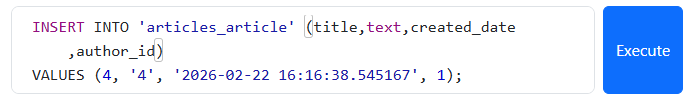 INSERT INTO 'articles_article' (title,text,created_date
,author_id)
VALUES (4, '4', '2026-02-22 16:16:38.545167', 1);
Execute